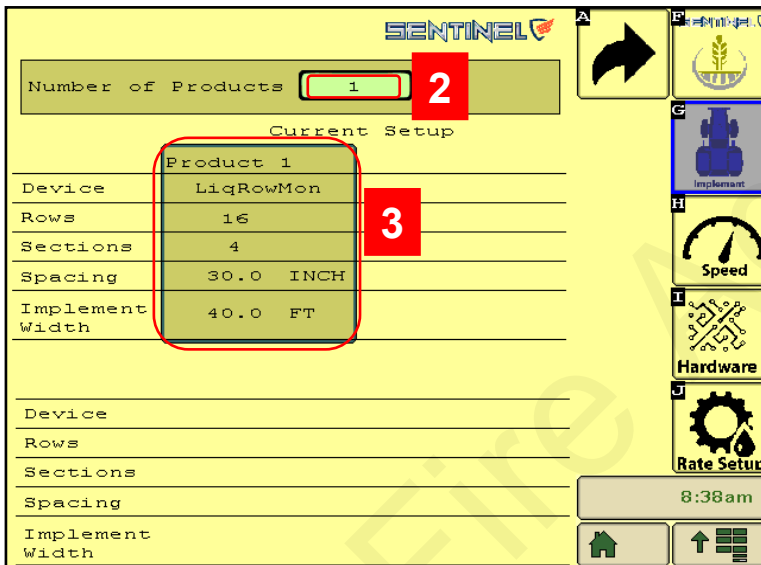 SENTINEL
Number of Products 1
2
Current Setup
Product 1
Device LiqRowMon
Rows 16
3
Sections 4
Spacing 30.0 INCH
Implement Width 40.0 FT
Device
Rows
Sections
Spacing
Implement
Width
A
F
SENTINEL
G
Implement
H
Speed
I
Hardware
J
Rate Setup
8:38am
Fire